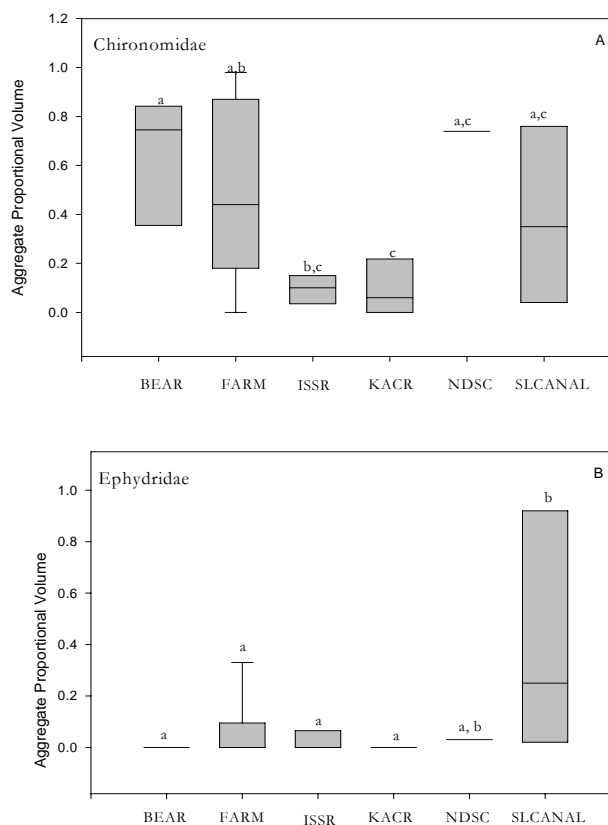 Chironomidae
A
Aggregate Proportional Volume
1.2
1.0
0.8
0.6
0.4
0.2
0.0
a
a,b
b,c
c
a,c
a,c
BEAR FARM ISSR KACR NDSC SLCANAL
Ephydridae
B
Aggregate Proportional Volume
1.0
0.8
0.6
0.4
0.2
0.0
a
a
a
a
a, b
b
BEAR FARM ISSR KACR NDSC SLCANAL